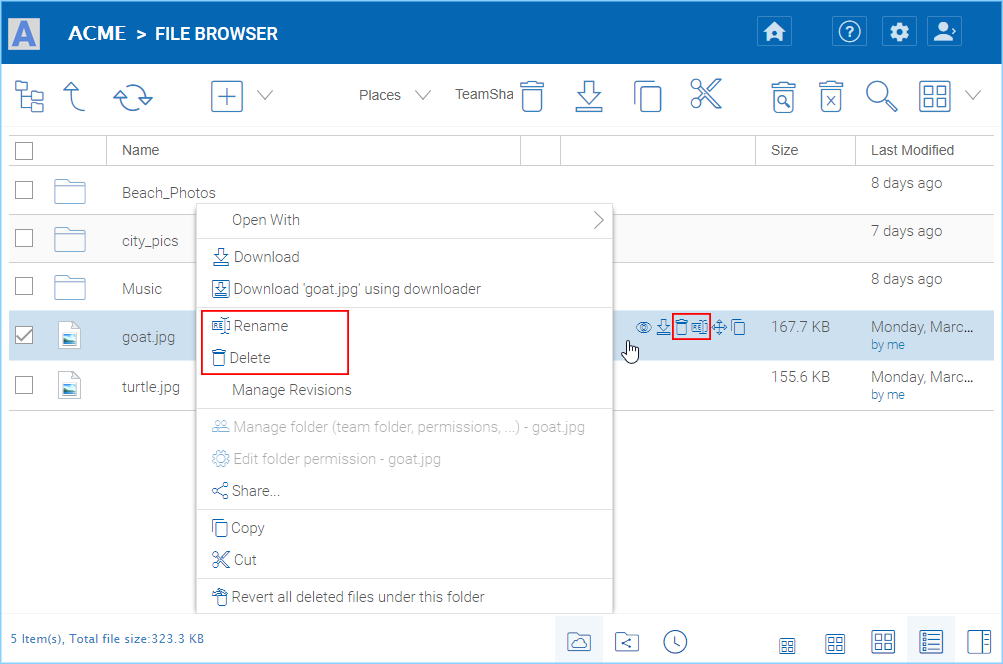 A ACME > FILE BROWSER
Places TeamSha
Name Size Last Modified
Beach_Photos 8 days ago
city_pics 7 days ago
Music 8 days ago
goat.jpg 167.7 KB Monday, Marc...
by me
turtle.jpg 155.6 KB Monday, Marc...
by me
Open With
Download
Download 'goat.jpg' using downloader
Rename
Delete
Manage Revisions
Manage folder (team folder, permissions, ...) - goat.jpg
Edit folder permission - goat.jpg
Share...
Copy
Cut
Revert all deleted files under this folder
5 Item(s), Total file size:323.3 KB